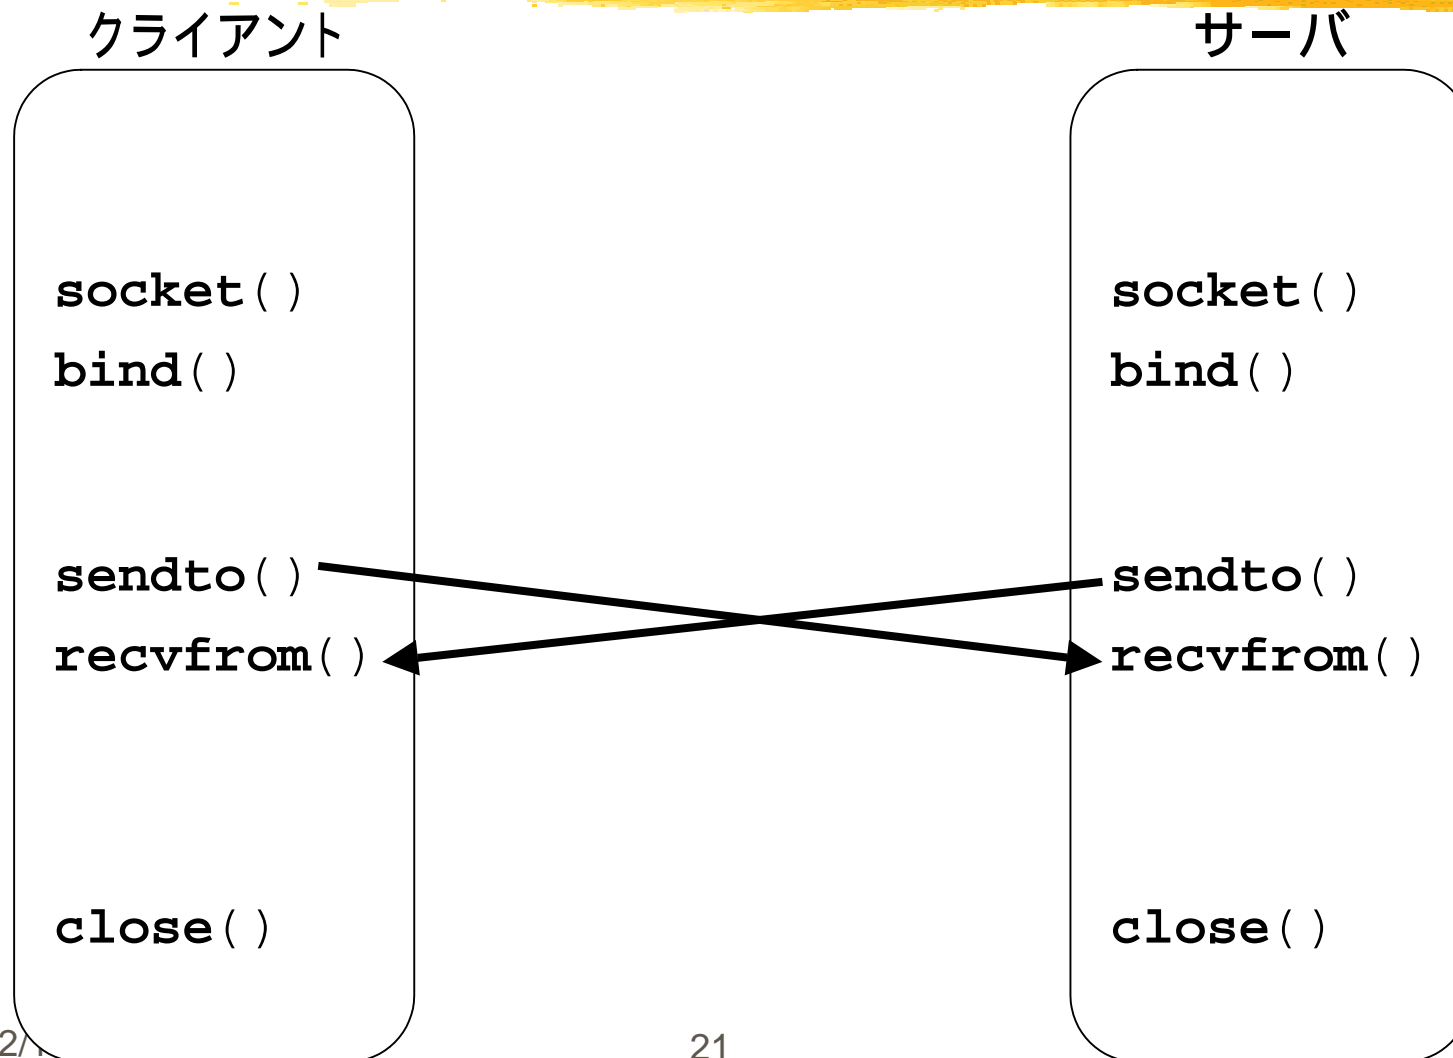 クライアント
socket()
bind()
sendto()
recvfrom()
close()
サーバ
socket()
bind()
sendto()
recvfrom()
close()
21